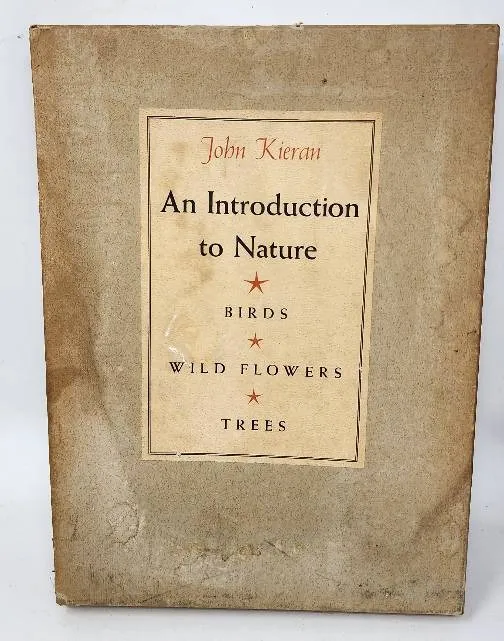 John Kieran
An Introduction
to Nature
BIRDS
WILD FLOWERS
TREES